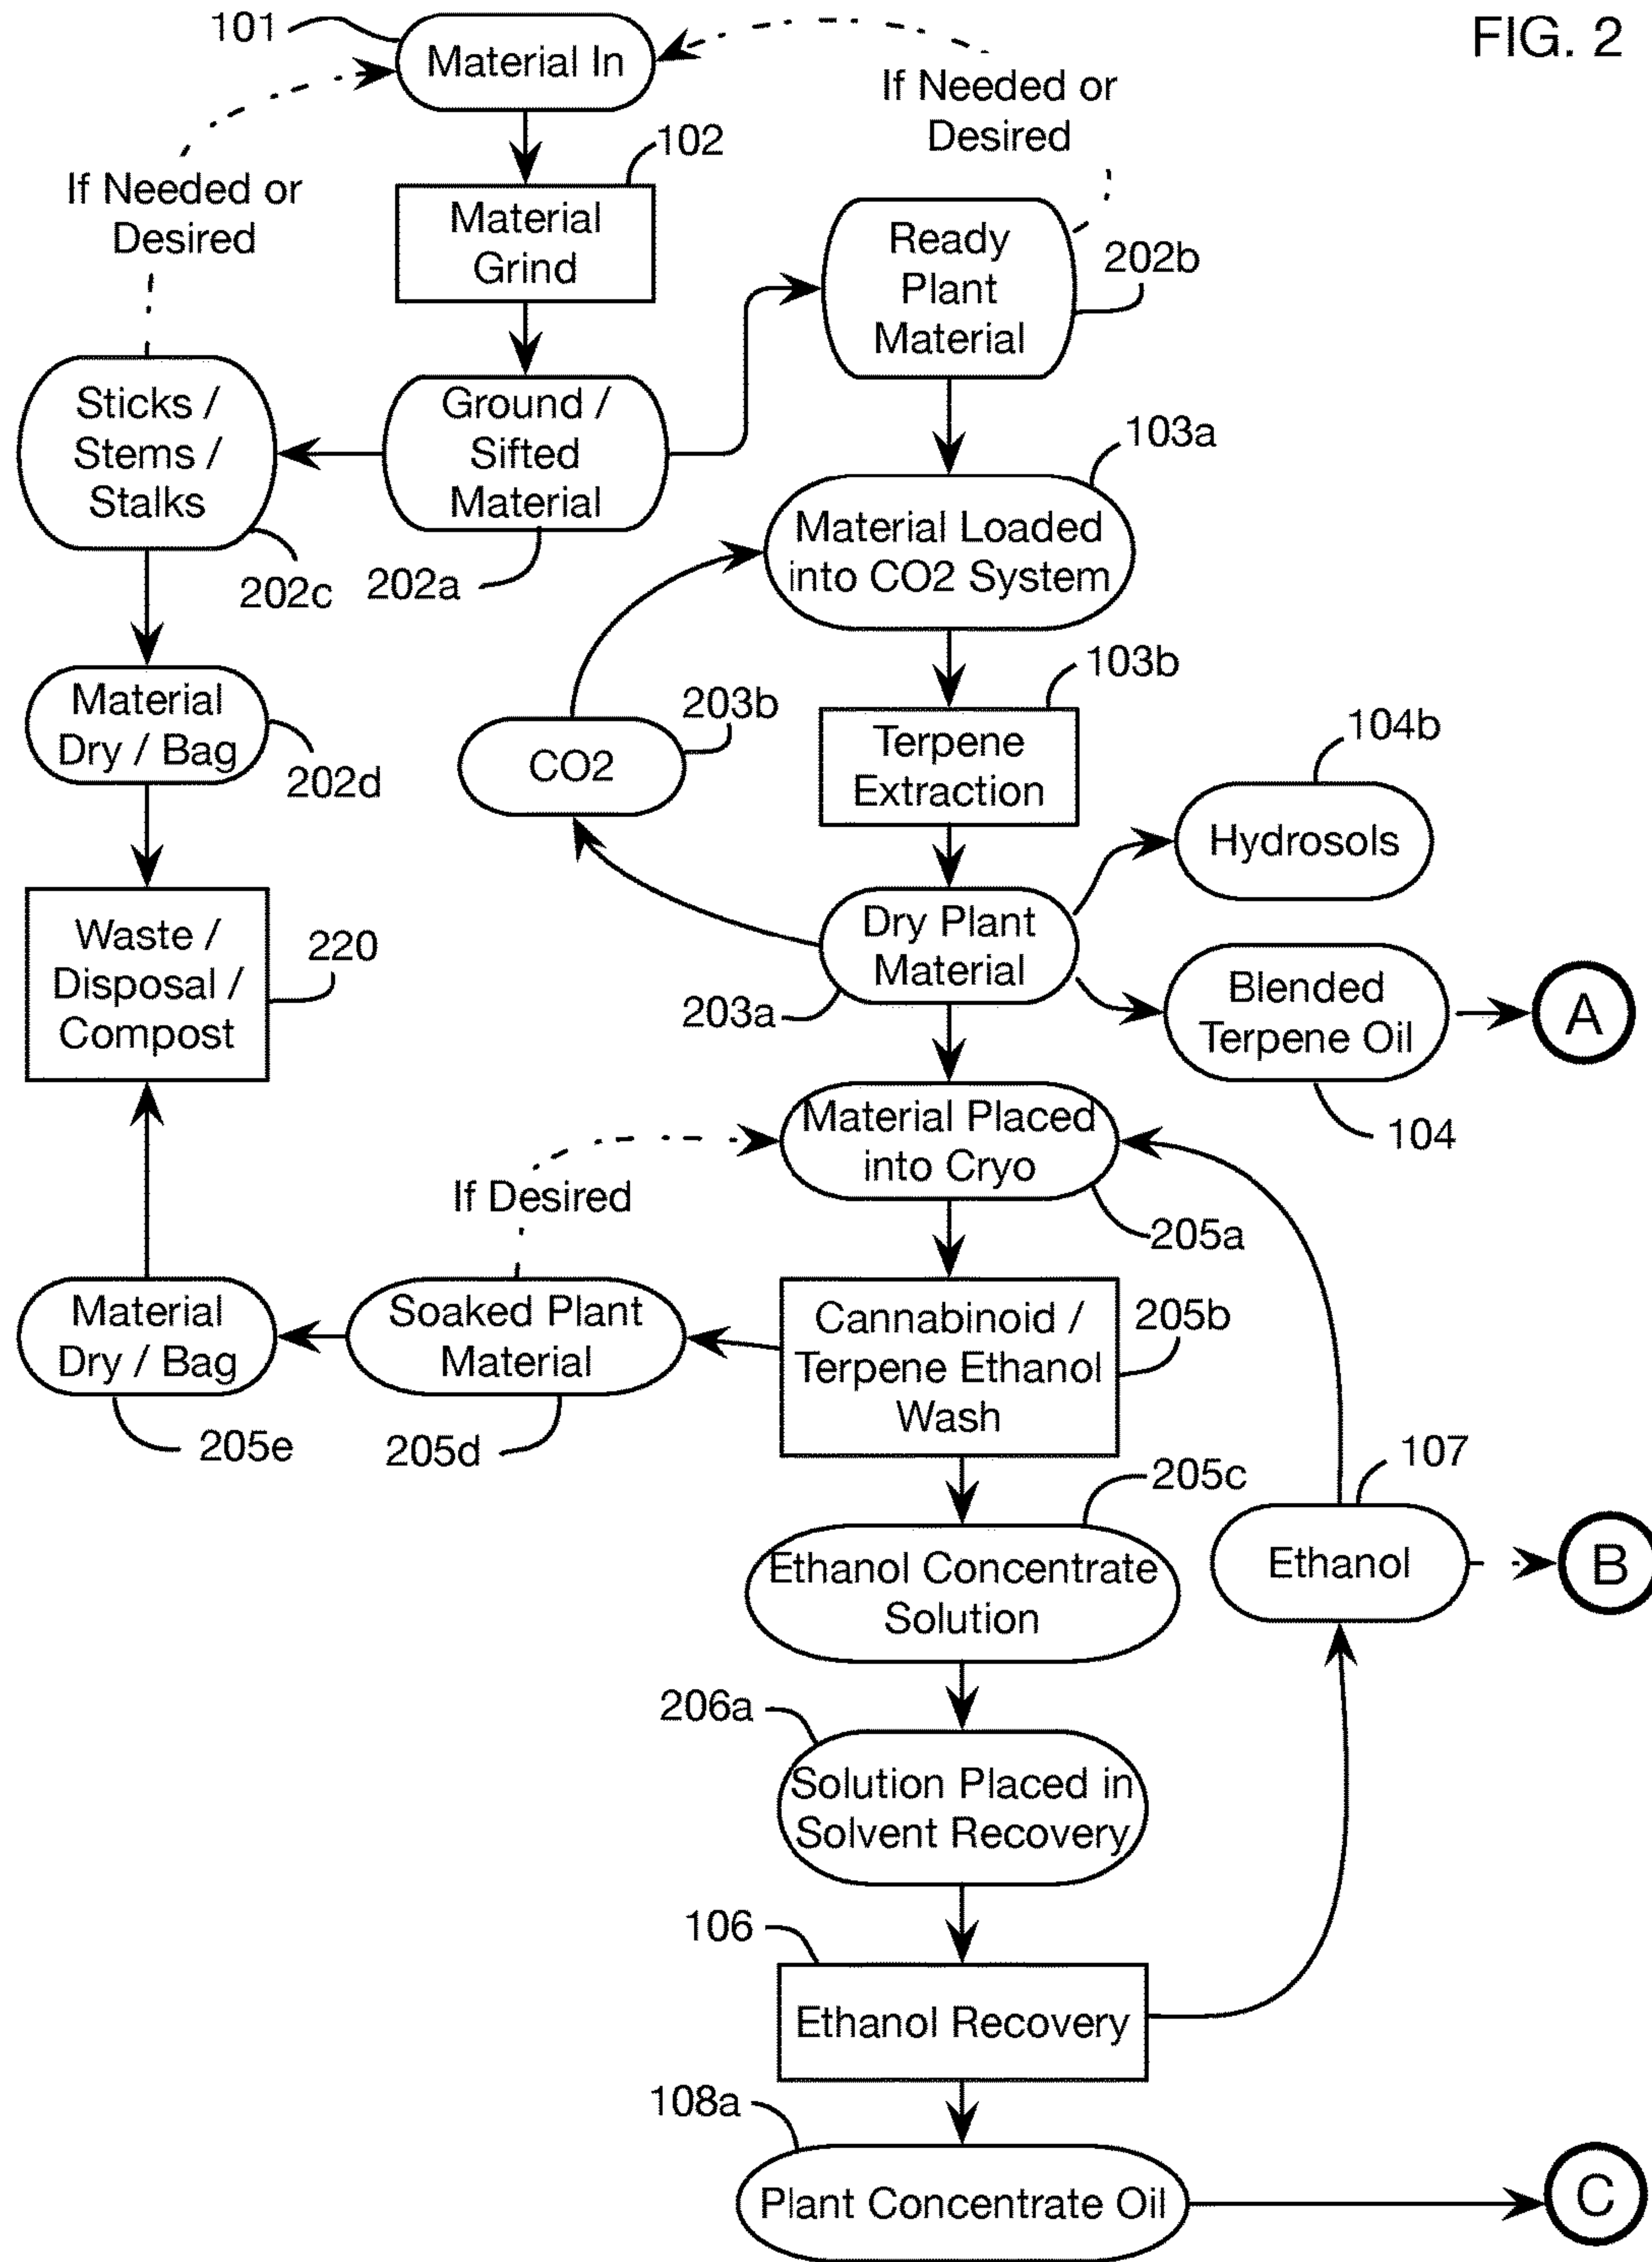 FIG. 2
101
Material In
If Needed or
Desired
102
If Needed or
Desired
Material
Grind
Ready
Plant
Material
202b
Sticks /
Stems /
Stalks
Ground /
Sifted
Material
103a
Material Loaded
into CO2 System
202c
202a
103b
Material
Dry / Bag
202d
203b
CO2
Terpene
Extraction
104b
Hydrosols
Waste /
Disposal /
Compost
220
Dry Plant
Material
203a
Blended
Terpene Oil
A
104
Material Placed
into Cryo
If Desired
205a
Material
Dry / Bag
Soaked Plant
Material
Cannabinoid /
Terpene Ethanol
Wash
205b
205e
205d
205c
107
Ethanol Concentrate
Solution
Ethanol
B
206a
Solution Placed in
Solvent Recovery
106
Ethanol Recovery
108a
Plant Concentrate Oil
C